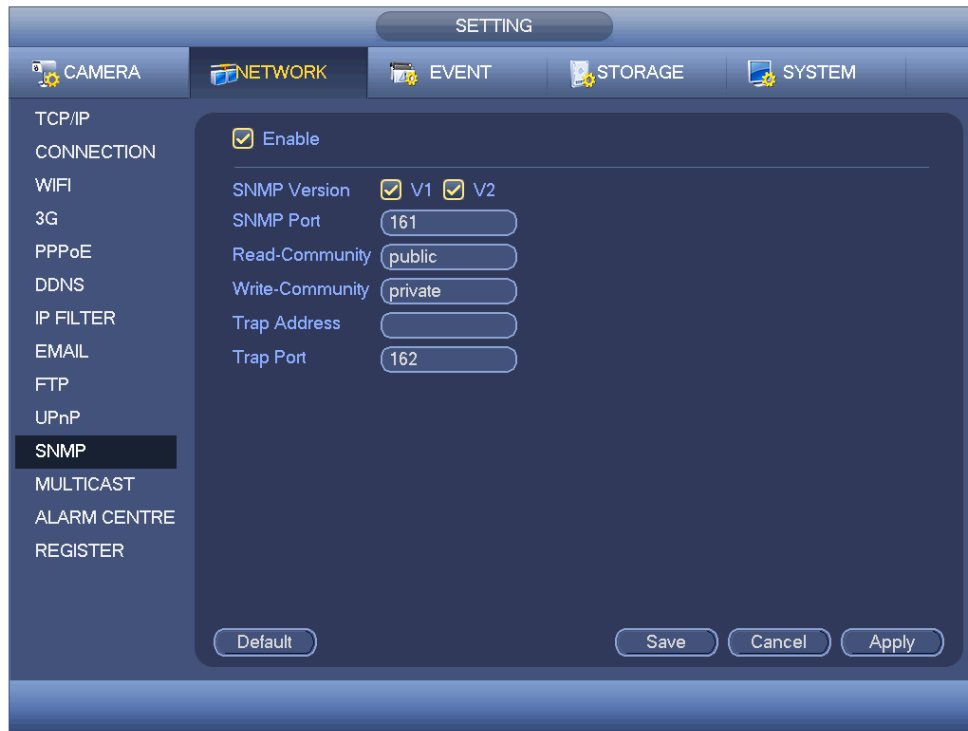 SETTING
CAMERA NETWORK EVENT STORAGE SYSTEM
TCP/IP
CONNECTION
WIFI
3G
PPPoE
DDNS
IP FILTER
EMAIL
FTP
UPnP
SNMP
MULTICAST
ALARM CENTRE
REGISTER
Enable
SNMP Version V1 V2
SNMP Port 161
Read-Community public
Write-Community private
Trap Address
Trap Port 162
Default Save Cancel Apply